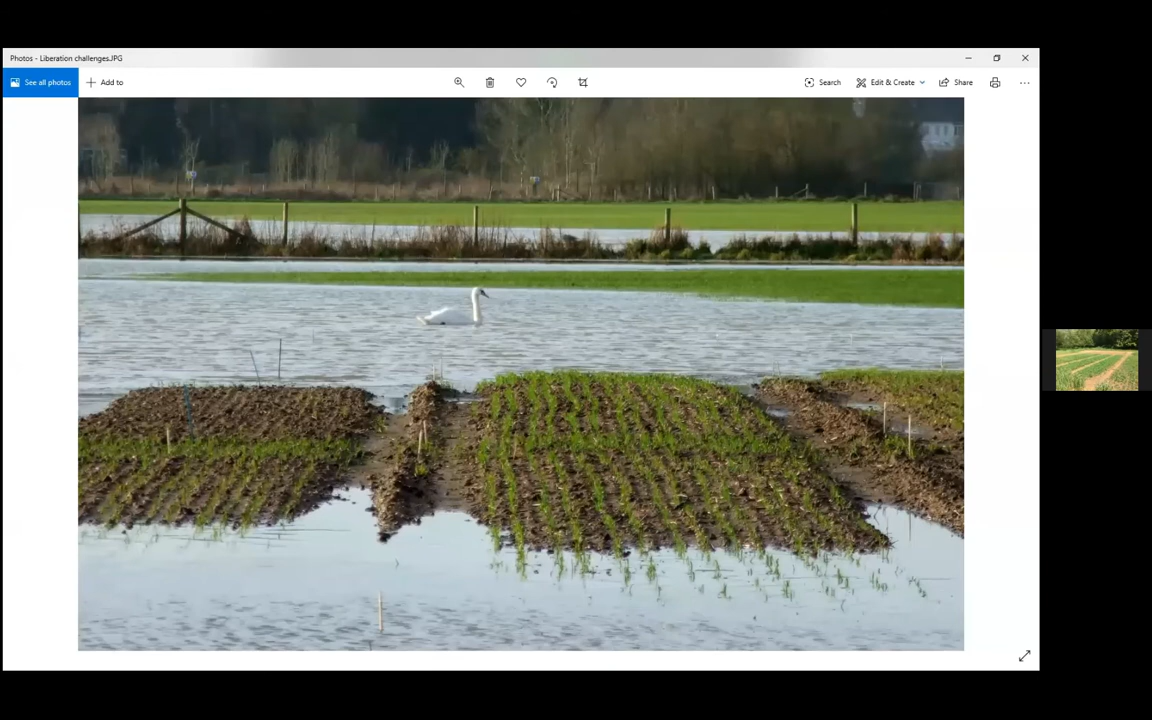 Photos - Liberation challenges.JPG
See all photos
Add to
Search
Edit & Create
Share